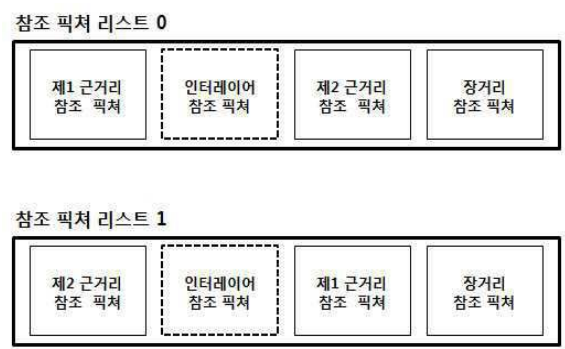 참조 픽쳐 리스트 0
제1 근거리
참조 픽쳐
인터레이어
참조 픽쳐
제2 근거리
참조 픽쳐
장거리
참조 픽쳐
참조 픽쳐 리스트 1
제2 근거리
참조 픽쳐
인터레이어
참조 픽쳐
제1 근거리
참조 픽쳐
장거리
참조 픽쳐